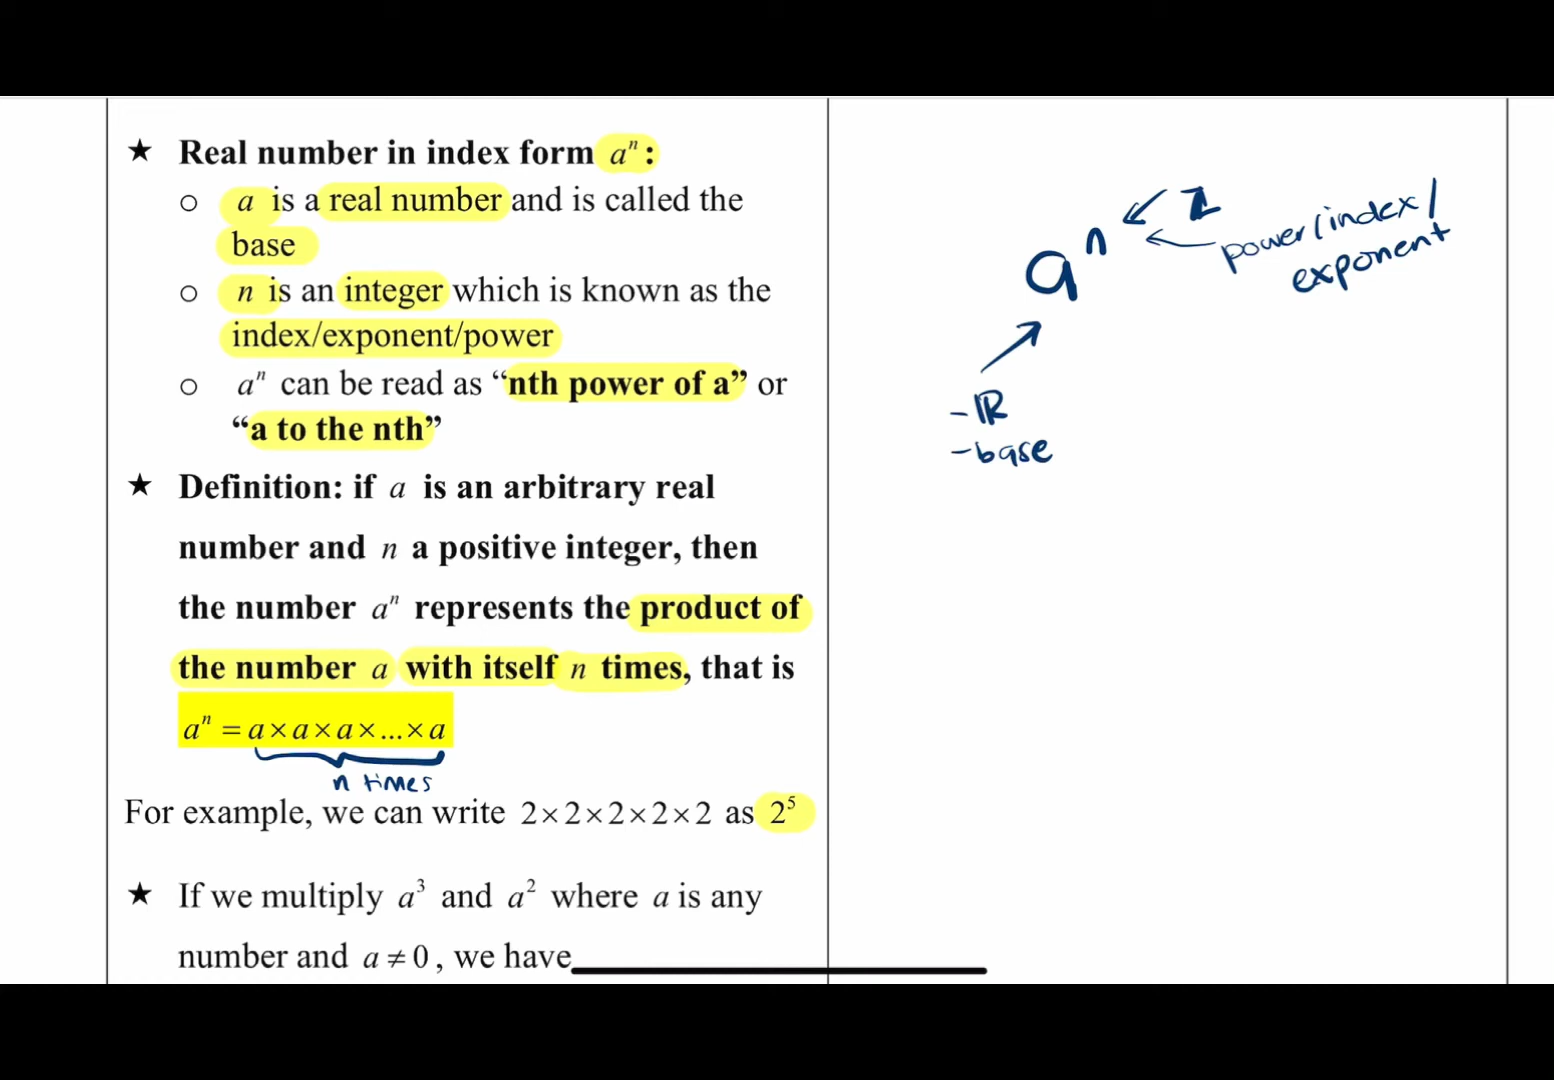 ★ Real number in index form aⁿ:
○ a is a real number and is called the
base
○ n is an integer which is known as the
index/exponent/power
○ aⁿ can be read as “nth power of a” or
“a to the nth”
★ Definition: if a is an arbitrary real
number and n a positive integer, then
the number aⁿ represents the product of
the number a with itself n times, that is
aⁿ = a × a × a × ... × a
n times
For example, we can write 2×2×2×2×2 as 2⁵
★ If we multiply a³ and a² where a is any
number and a ≠ 0, we have
aⁿ
power/index/
exponent
-ℝ
-base